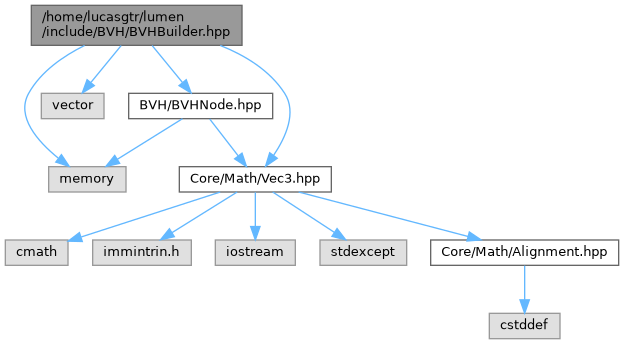 /home/lucasgtr/lumen
/include/BVH/BVHBuilder.hpp
vector
BVH/BVHNode.hpp
memory
Core/Math/Vec3.hpp
cmath
immintrin.h
iostream
stdexcept
Core/Math/Alignment.hpp
cstddef